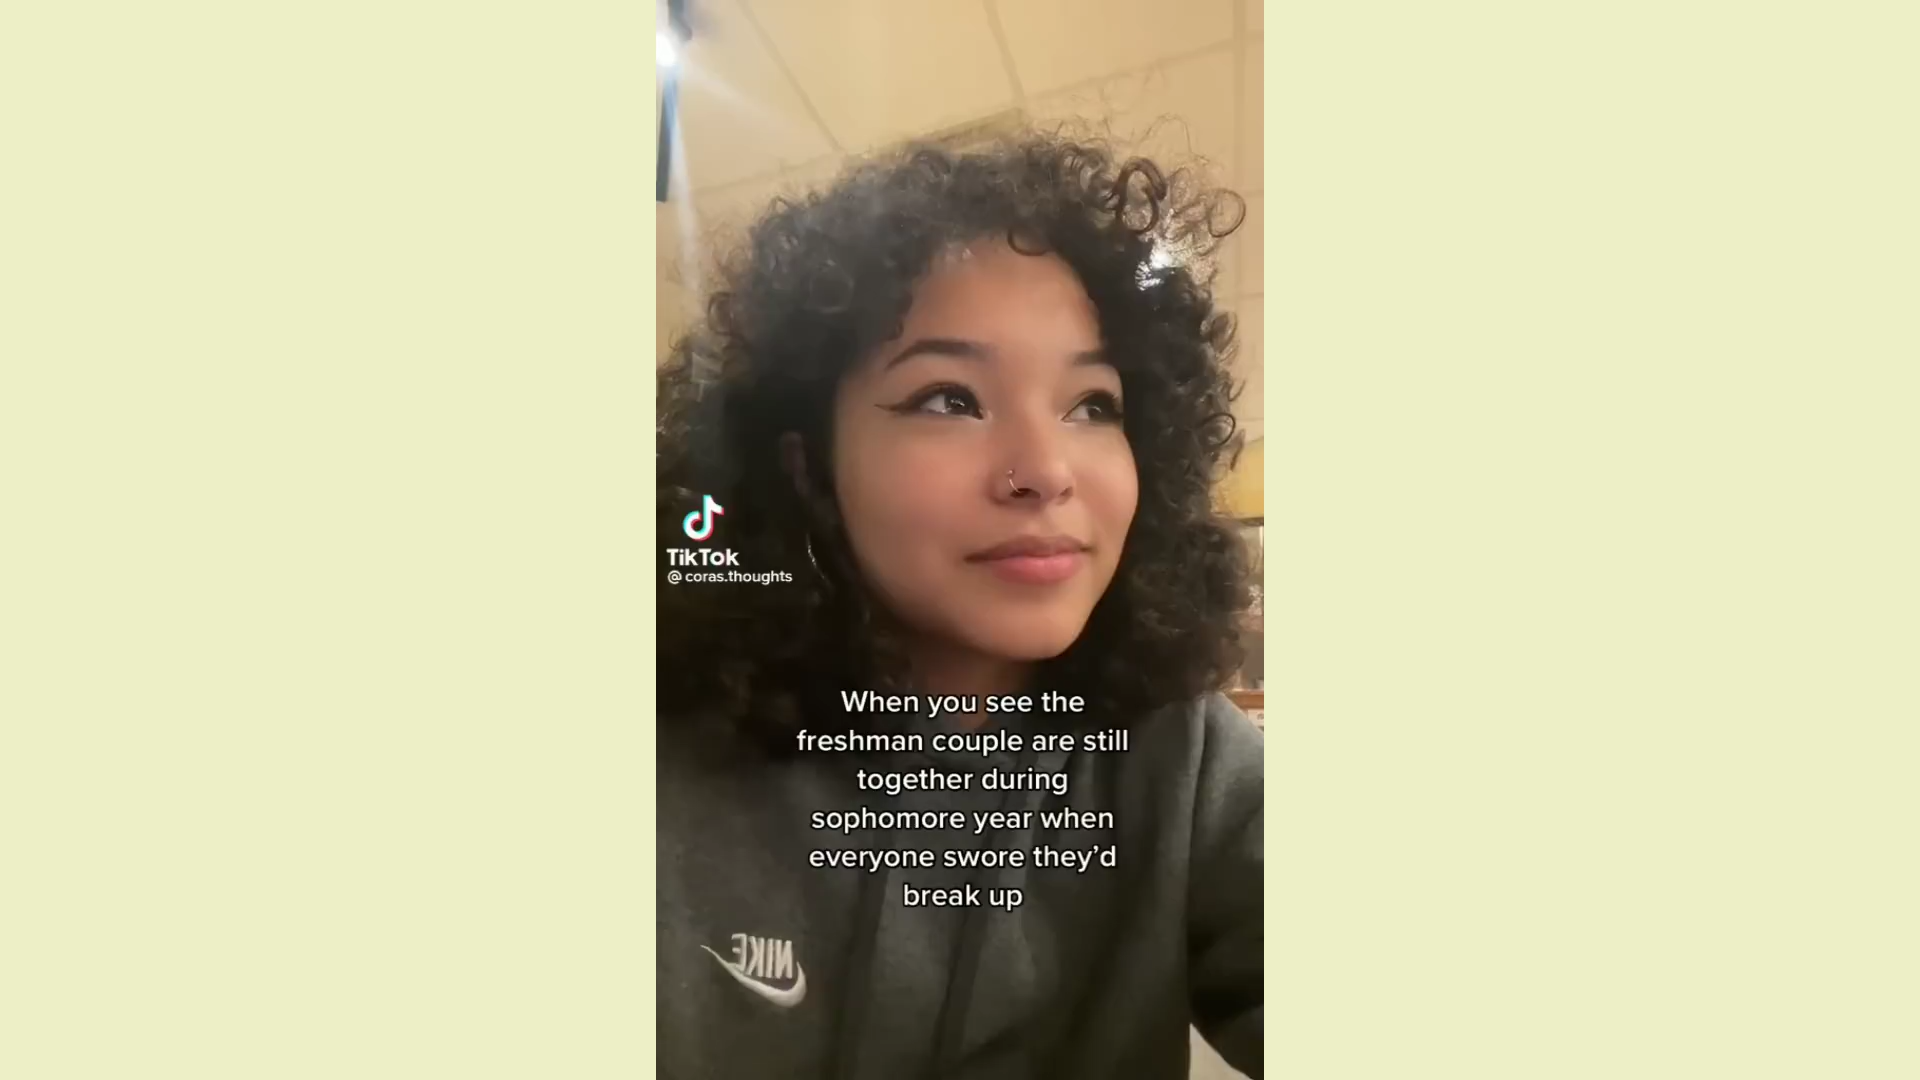 TikTok
@ coras.thoughts
When you see the
freshman couple are still
together during
sophomore year when
everyone swore they’d
break up
NIKE